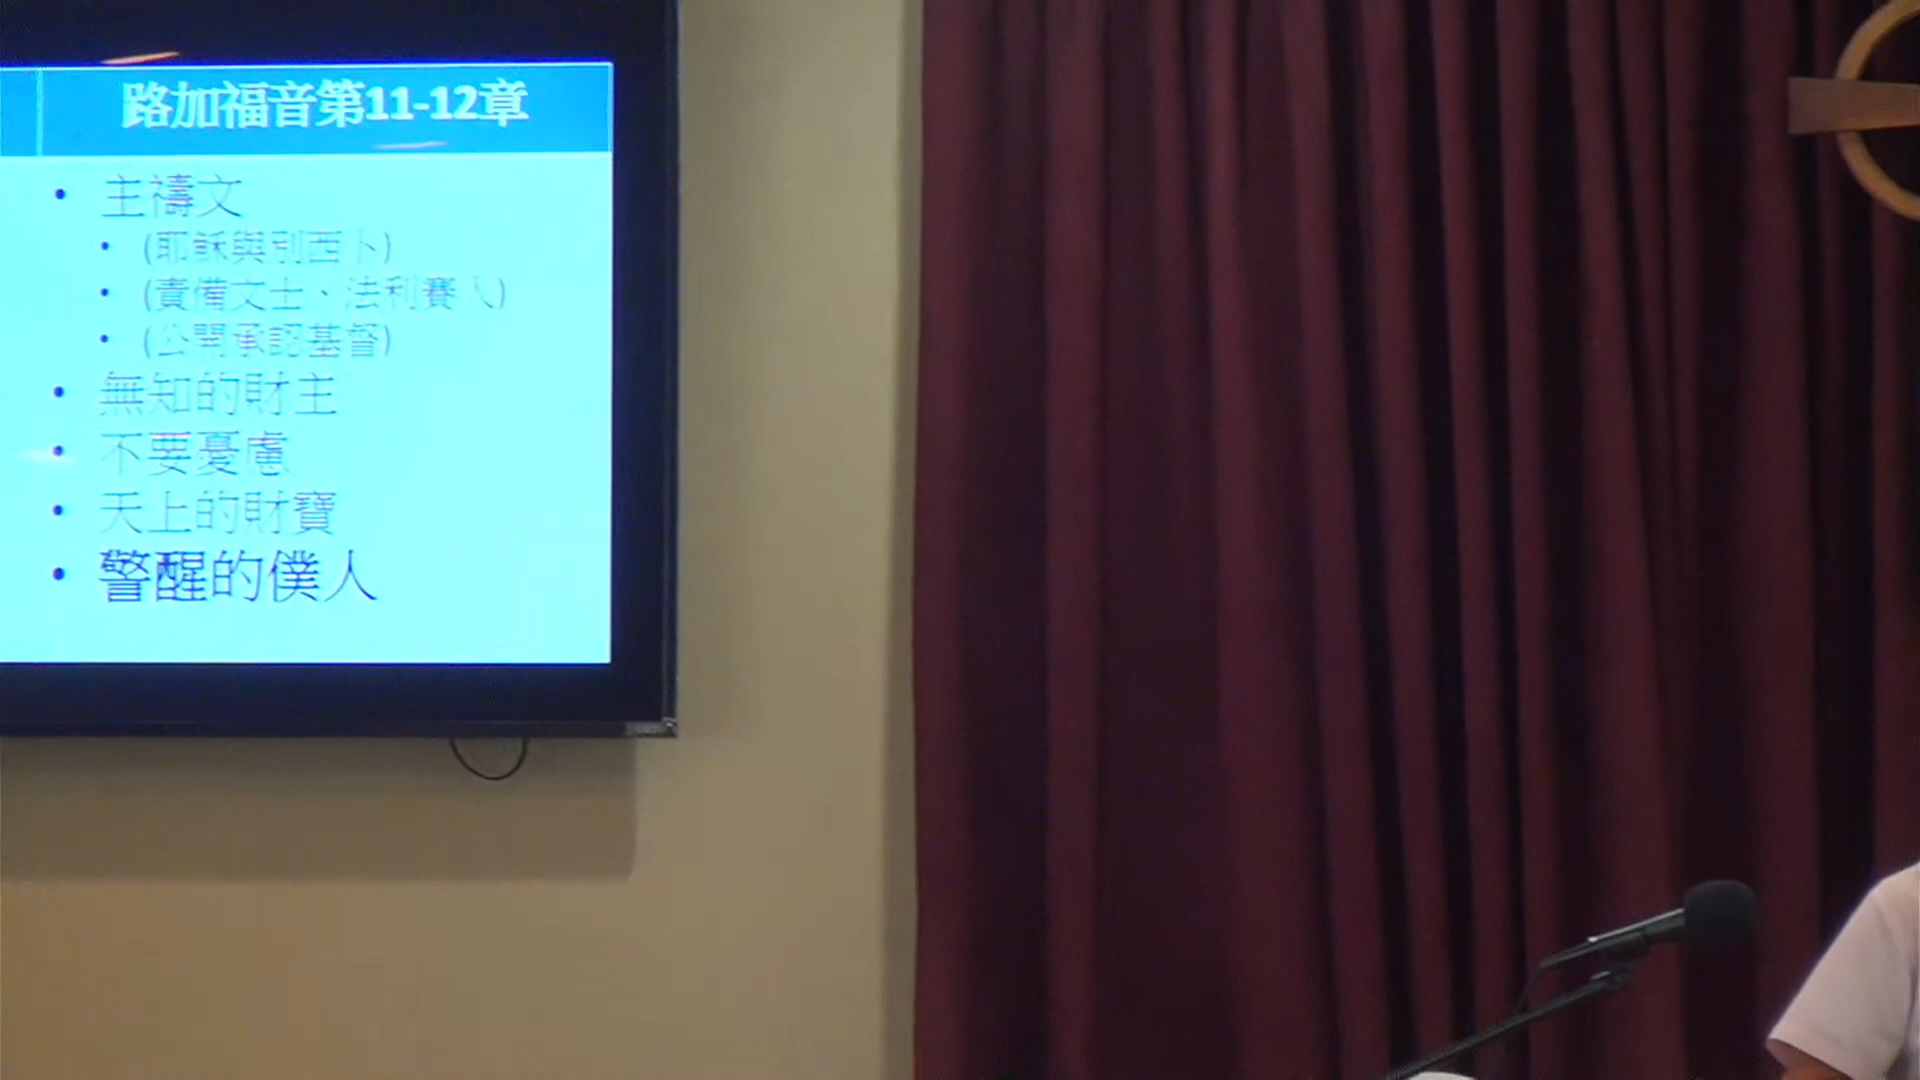 路加福音第11-12章
• 主禱文
• (耶穌與別西卜)
• (責備文士、法利賽人)
• (公開承認基督)
• 無知的財主
• 不要憂慮
• 天上的財寶
• 警醒的僕人